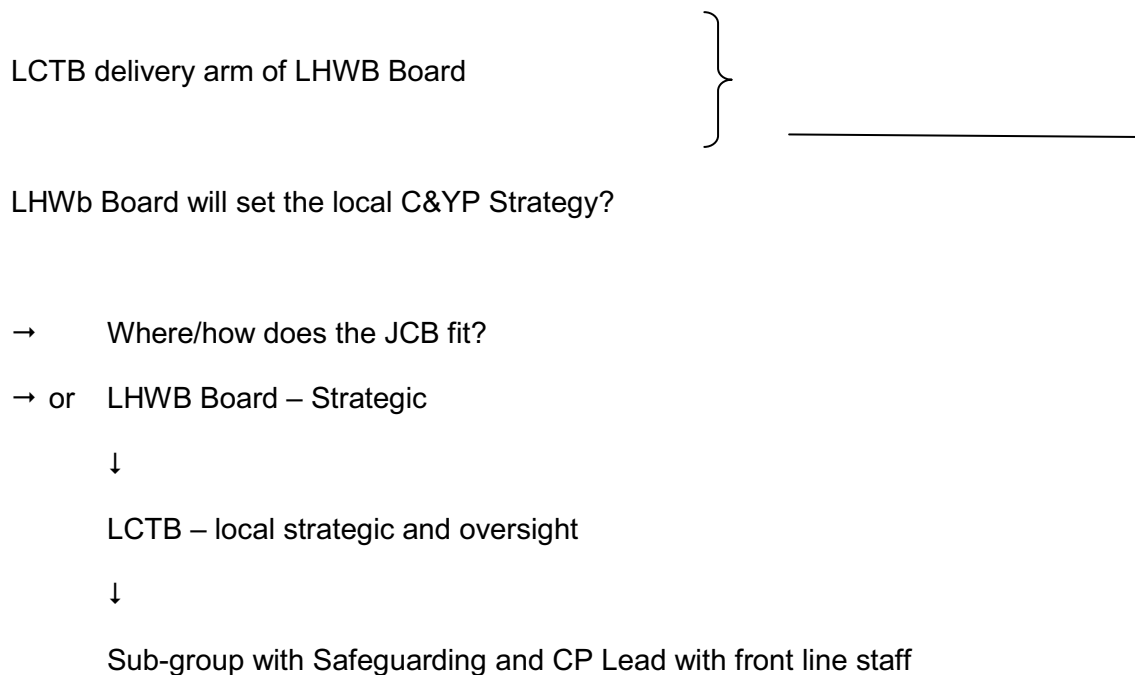 LCTB delivery arm of LHWB Board
LHWb Board will set the local C&YP Strategy?
→ Where/how does the JCB fit?
→ or LHWB Board – Strategic
↓
LCTB – local strategic and oversight
↓
Sub-group with Safeguarding and CP Lead with front line staff